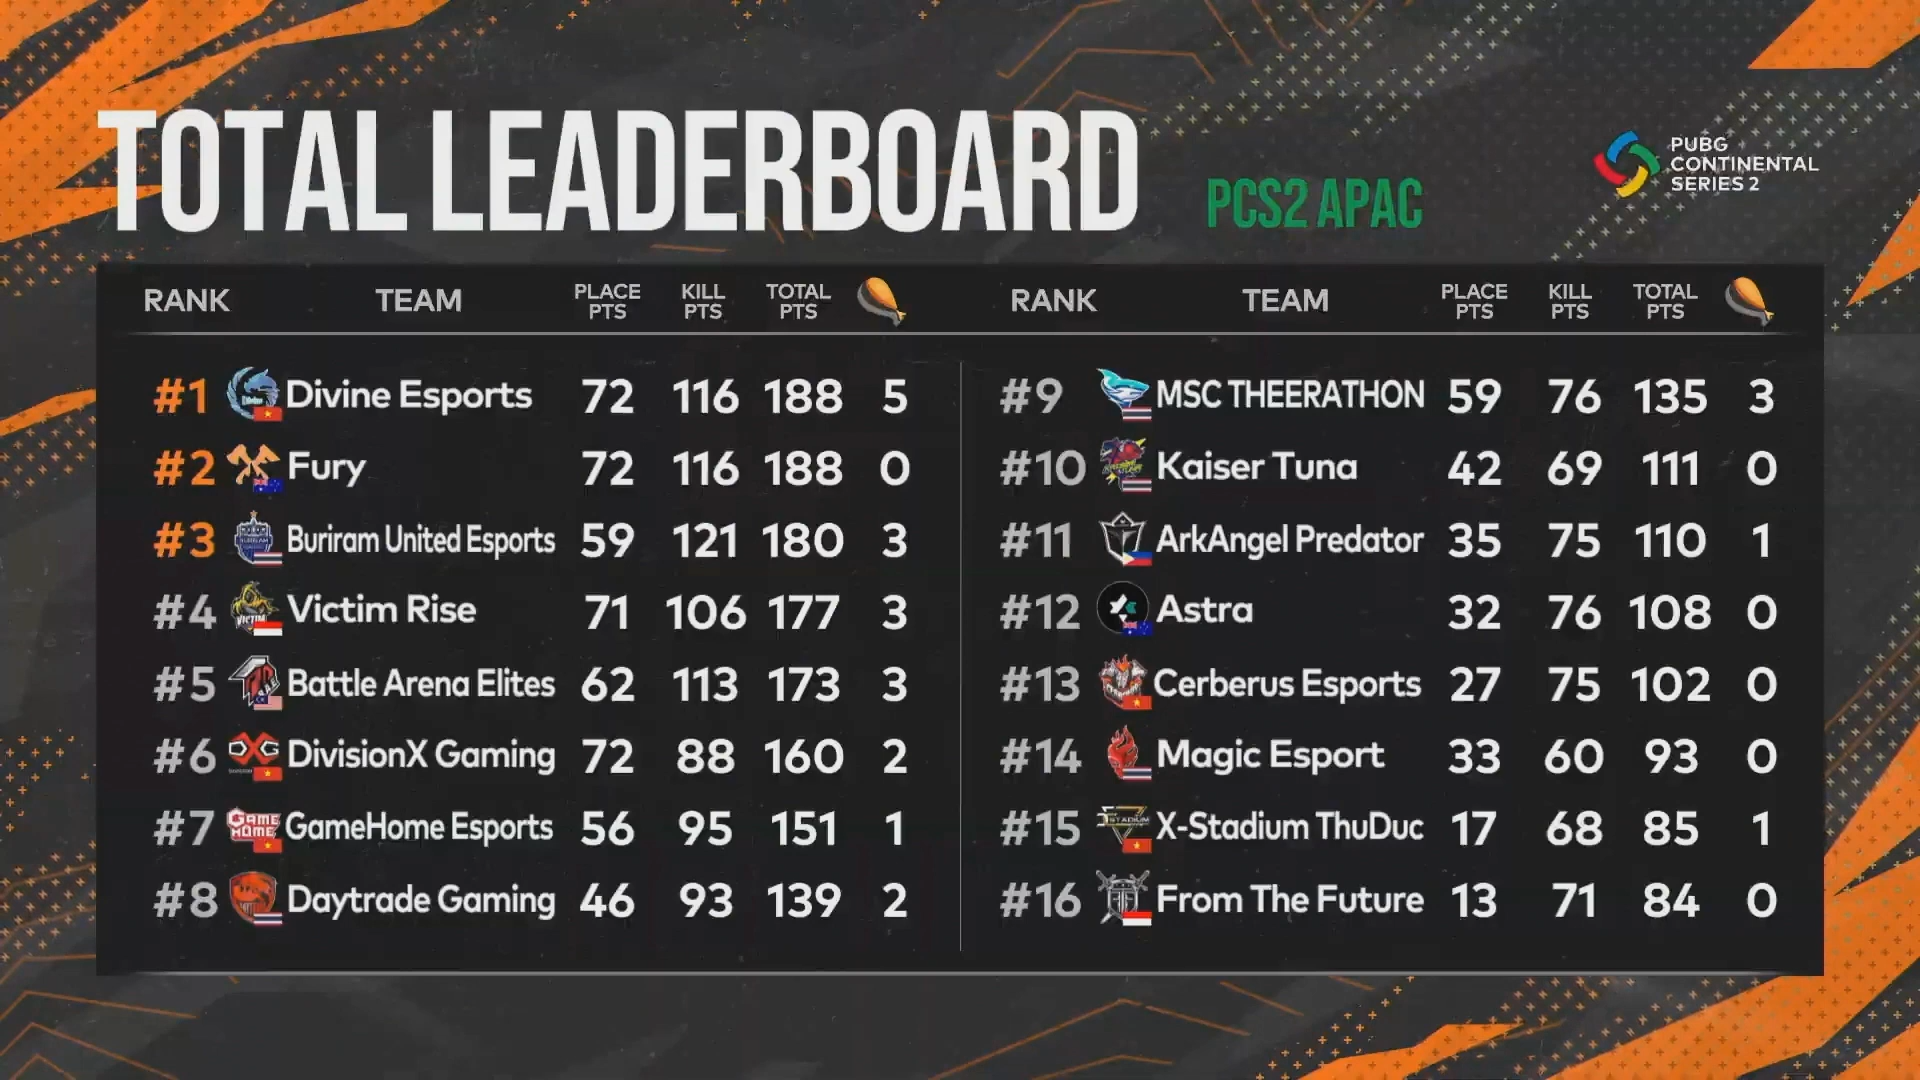 TOTAL LEADERBOARD
PCS2 APAC
PUBG
CONTINENTAL
SERIES 2
RANK TEAM PLACE PTS KILL PTS TOTAL PTS
#1 Divine Esports 72 116 188 5
#2 Fury 72 116 188 0
#3 Buriram United Esports 59 121 180 3
#4 Victim Rise 71 106 177 3
#5 Battle Arena Elites 62 113 173 3
#6 DivisionX Gaming 72 88 160 2
#7 GAME HOME GameHome Esports 56 95 151 1
#8 Daytrade Gaming 46 93 139 2
RANK TEAM PLACE PTS KILL PTS TOTAL PTS
#9 MSC THEERATHON 59 76 135 3
#10 Kaiser Tuna 42 69 111 0
#11 ArkAngel Predator 35 75 110 1
#12 Astra 32 76 108 0
#13 Cerberus Esports 27 75 102 0
#14 Magic Esport 33 60 93 0
#15 X-Stadium ThuDuc 17 68 85 1
#16 From The Future 13 71 84 0